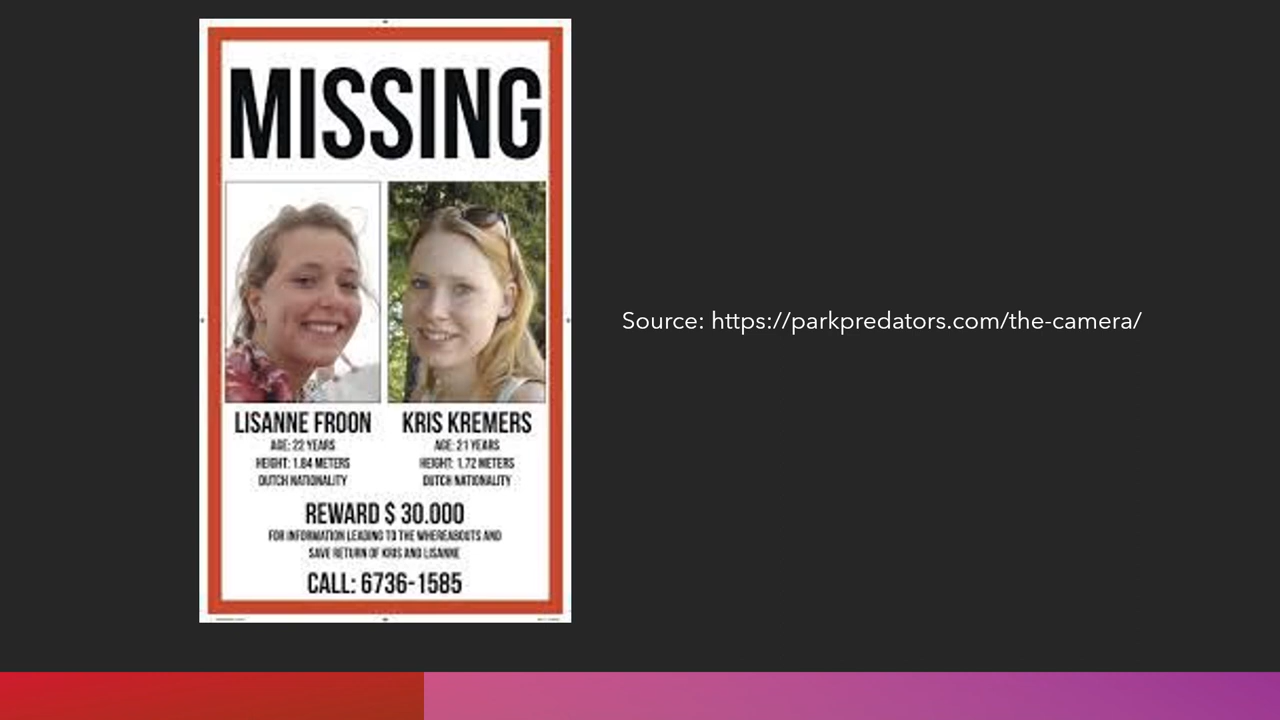 MISSING
LISANNE FROON
AGE: 22 YEARS
HEIGHT: 1.84 METERS
DUTCH NATIONALITY
KRIS KREMERS
AGE: 21 YEARS
HEIGHT: 1.72 METERS
DUTCH NATIONALITY
REWARD $ 30.000
FOR INFORMATION LEADING TO THE WHEREABOUTS AND
SAVE RETURN OF KRIS AND LISANNE
CALL: 6736-1585
Source: https://parkpredators.com/the-camera/